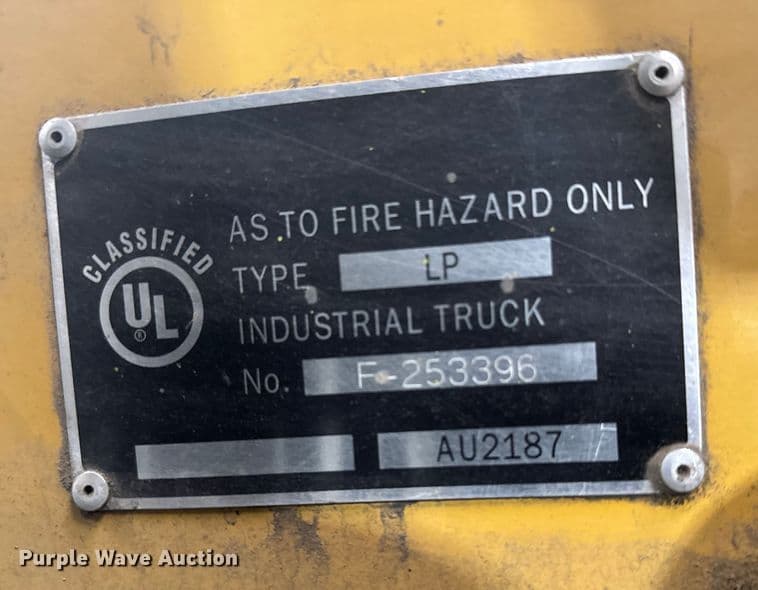 CLASSIFIED
UL®
AS TO FIRE HAZARD ONLY
TYPE LP
INDUSTRIAL TRUCK
No. F-253396
AU2187
Purple Wave Auction